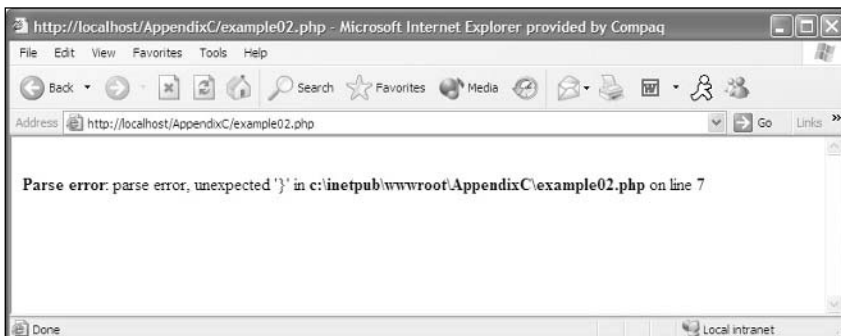 http://localhost/AppendixC/example02.php - Microsoft Internet Explorer provided by Compaq
File Edit View Favorites Tools Help
Back Search Favorites Media
Address http://localhost/AppendixC/example02.php Go Links »
Parse error: parse error, unexpected '}' in c:\inetpub\wwwroot\AppendixC\example02.php on line 7
Done Local intranet